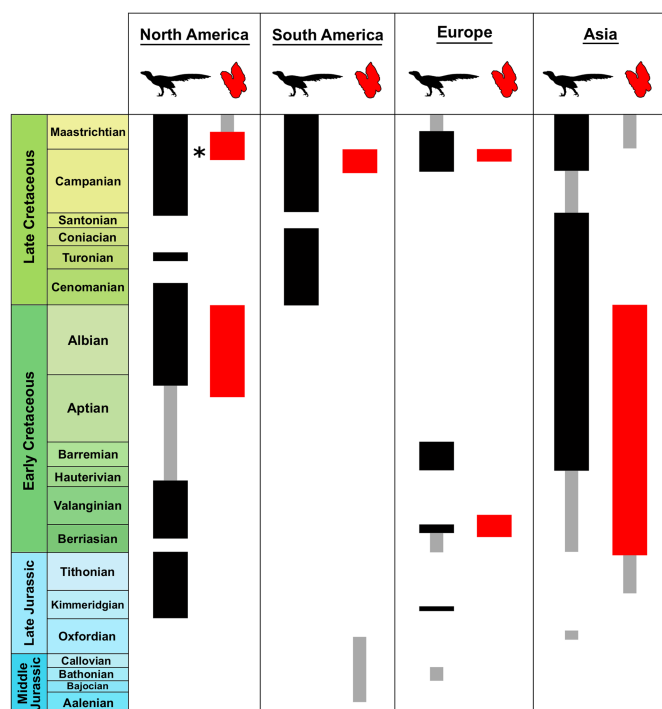 North America
South America
Europe
Asia
*
Late Cretaceous
Maastrichtian
Campanian
Santonian
Coniacian
Turonian
Cenomanian
Early Cretaceous
Albian
Aptian
Barremian
Hauterivian
Valanginian
Berriasian
Late Jurassic
Tithonian
Kimmeridgian
Oxfordian
Middle
Jurassic
Callovian
Bathonian
Bajocian
Aalenian